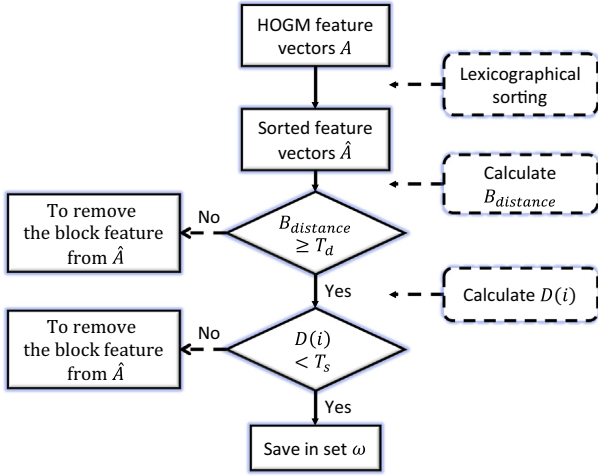 HOGM feature
vectors A
Lexicographical
sorting
Sorted feature
vectors Â
Calculate
B_distance
To remove
the block feature
from Â
No
B_distance
≥ T_d
Yes
Calculate D(i)
To remove
the block feature
from Â
No
D(i)
< T_s
Yes
Save in set ω